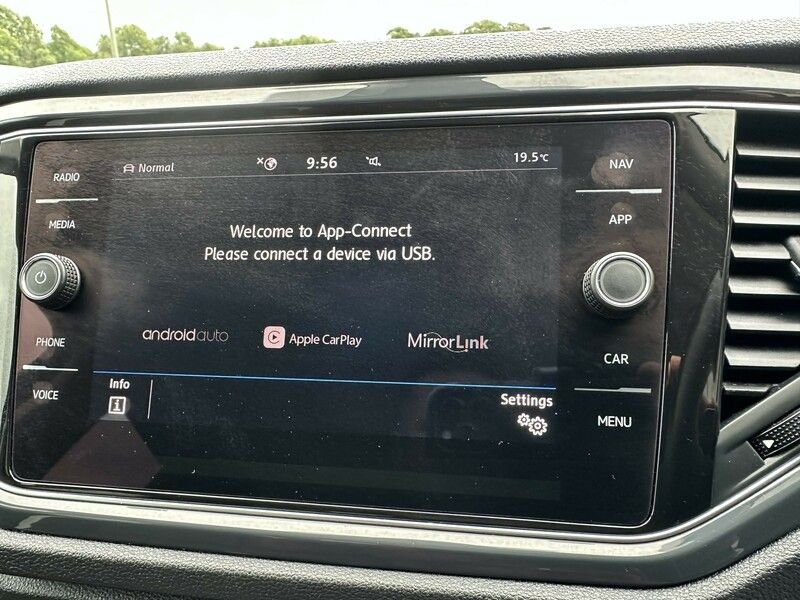 RADIO
MEDIA
PHONE
VOICE
Normal
9:56
19.5°C
Welcome to App-Connect
Please connect a device via USB.
androidauto
Apple CarPlay
MirrorLink
Info
i
Settings
NAV
APP
CAR
MENU